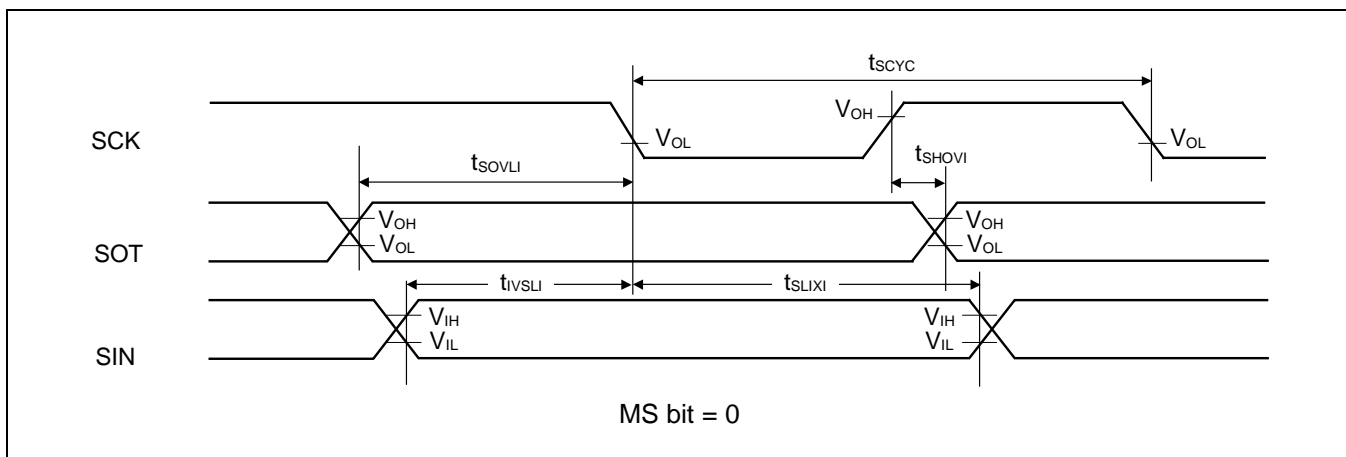 tSCYC
SCK
VOH
VOL
VOL
tSHOVI
tSOVLI
SOT
VOH
VOL
VOH
VOL
tIVSLI
tSLIXI
SIN
VIH
VIL
VIH
VIL
MS bit = 0